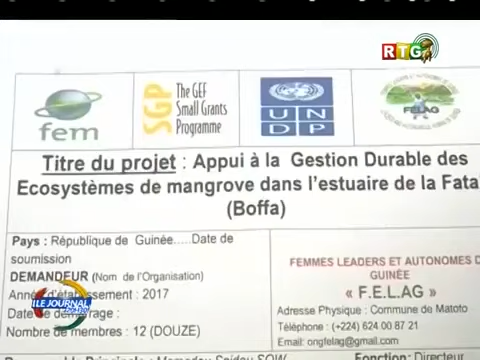 RTG
fem
SGP
The GEF
Small Grants
Programme
U N
D P
FELAG
Titre du projet : Appui à la Gestion Durable des
Ecosystèmes de mangrove dans l'estuaire de la Fata
(Boffa)
Pays : République de Guinée.....Date de
soumission
DEMANDEUR (Nom de l'Organisation)
Année d'établissement : 2017
Date de démarrage :
Nombre de membres : 12 (DOUZE)
FEMMES LEADERS ET AUTONOMES D
GUINÉE
« F.E.L.AG »
Adresse Physique : Commune de Matoto
Téléphone : (+224) 624 00 87 21
Email : ongfelag@gmail.com
Fonction: Directeur
LE JOURNAL